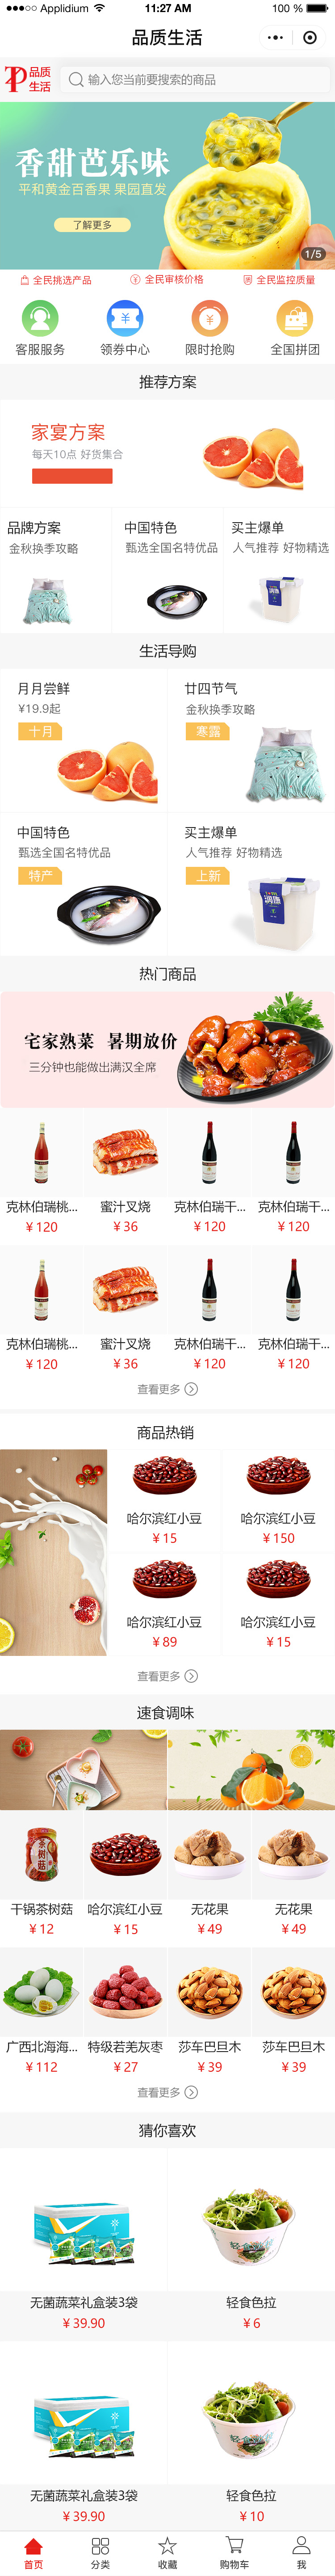 Applidium
11:27 AM
100 %
品质生活
品质
生活
输入您当前要搜索的商品
香甜芭乐味
平和黄金百香果 果园直发
了解更多
1/5
全民挑选产品
全民审核价格
全民监控质量
客服服务
领券中心
限时抢购
全国拼团
推荐方案
家宴方案
每天10点 好货集合
品牌方案
金秋换季攻略
中国特色
甄选全国名特优品
买主爆单
人气推荐 好物精选
生活导购
月月尝鲜
¥19.9起
十月
廿四节气
金秋换季攻略
寒露
中国特色
甄选全国名特优品
特产
买主爆单
人气推荐 好物精选
上新
热门商品
宅家熟菜 暑期放价
三分钟也能做出满汉全席
克林伯瑞桃...
¥120
蜜汁叉烧
¥36
克林伯瑞干...
¥120
克林伯瑞干...
¥120
克林伯瑞桃...
¥120
蜜汁叉烧
¥36
克林伯瑞干...
¥120
克林伯瑞干...
¥120
查看更多
商品热销
哈尔滨红小豆
¥15
哈尔滨红小豆
¥150
哈尔滨红小豆
¥89
哈尔滨红小豆
¥15
查看更多
速食调味
茶树菇
干锅茶树菇
¥12
哈尔滨红小豆
¥15
无花果
¥49
无花果
¥49
广西北海海...
¥112
特级若羌灰枣
¥27
莎车巴旦木
¥39
莎车巴旦木
¥39
查看更多
猜你喜欢
无菌蔬菜礼盒装3袋
¥39.90
轻食色拉
¥6
无菌蔬菜礼盒装3袋
¥39.90
轻食色拉
¥10
首页
分类
收藏
购物车
我